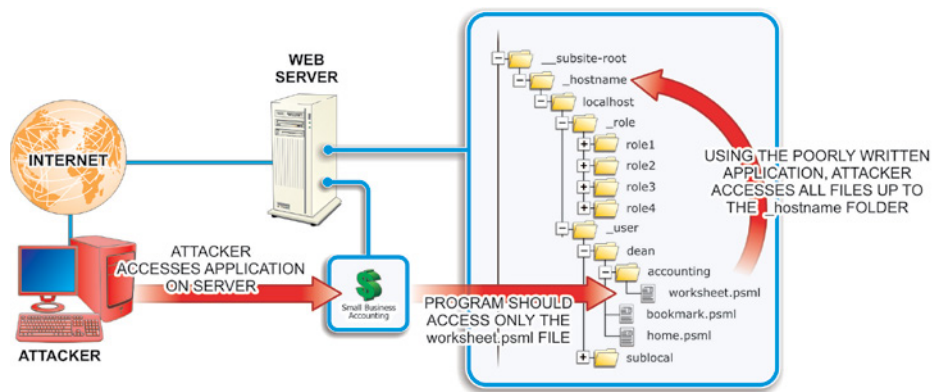 WEB
SERVER
INTERNET
ATTACKER
ATTACKER
ACCESSES APPLICATION
ON SERVER
Small Business
Accounting
PROGRAM SHOULD
ACCESS ONLY THE
worksheet.psml FILE
__subsite-root
_hostname
localhost
_role
role1
role2
role3
role4
_user
dean
accounting
worksheet.psml
bookmark.psml
home.psml
sublocal
USING THE POORLY WRITTEN
APPLICATION, ATTACKER
ACCESSES ALL FILES UP TO
THE _hostname FOLDER